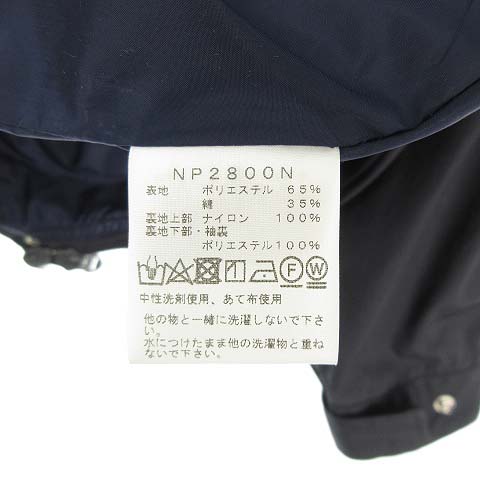 NP2800N
表地 ポリエステル 65%
綿 35%
裏地上部 ナイロン 100%
裏地下部・袖裏
ポリエステル100%
F W
中性洗剤使用、あて布使用
他の物と一緒に洗濯しないで下さ
い。
水につけたまま他の洗濯物と重ね
ないで下さい。